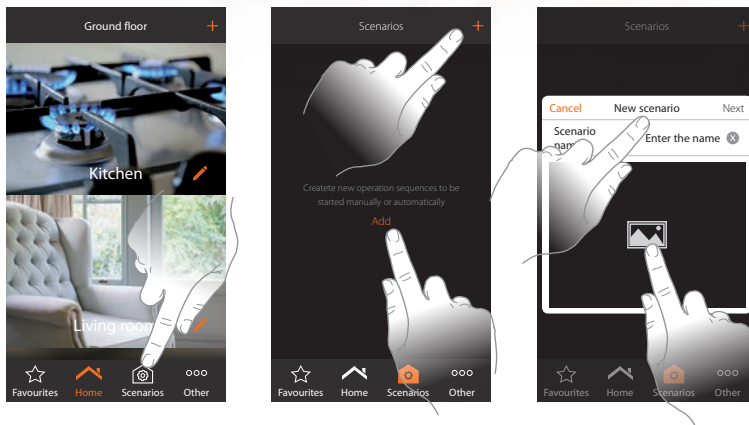 Ground floor
+
Kitchen
Living room
Favourites
Home
Scenarios
Other
Scenarios
+
Createte new operation sequences to be
started manually or automatically
Add
Favourites
Home
Scenarios
Other
Scenarios
+
Cancel
New scenario
Next
Scenario
name
Enter the name
X
Favourites
Home
Scenarios
Other